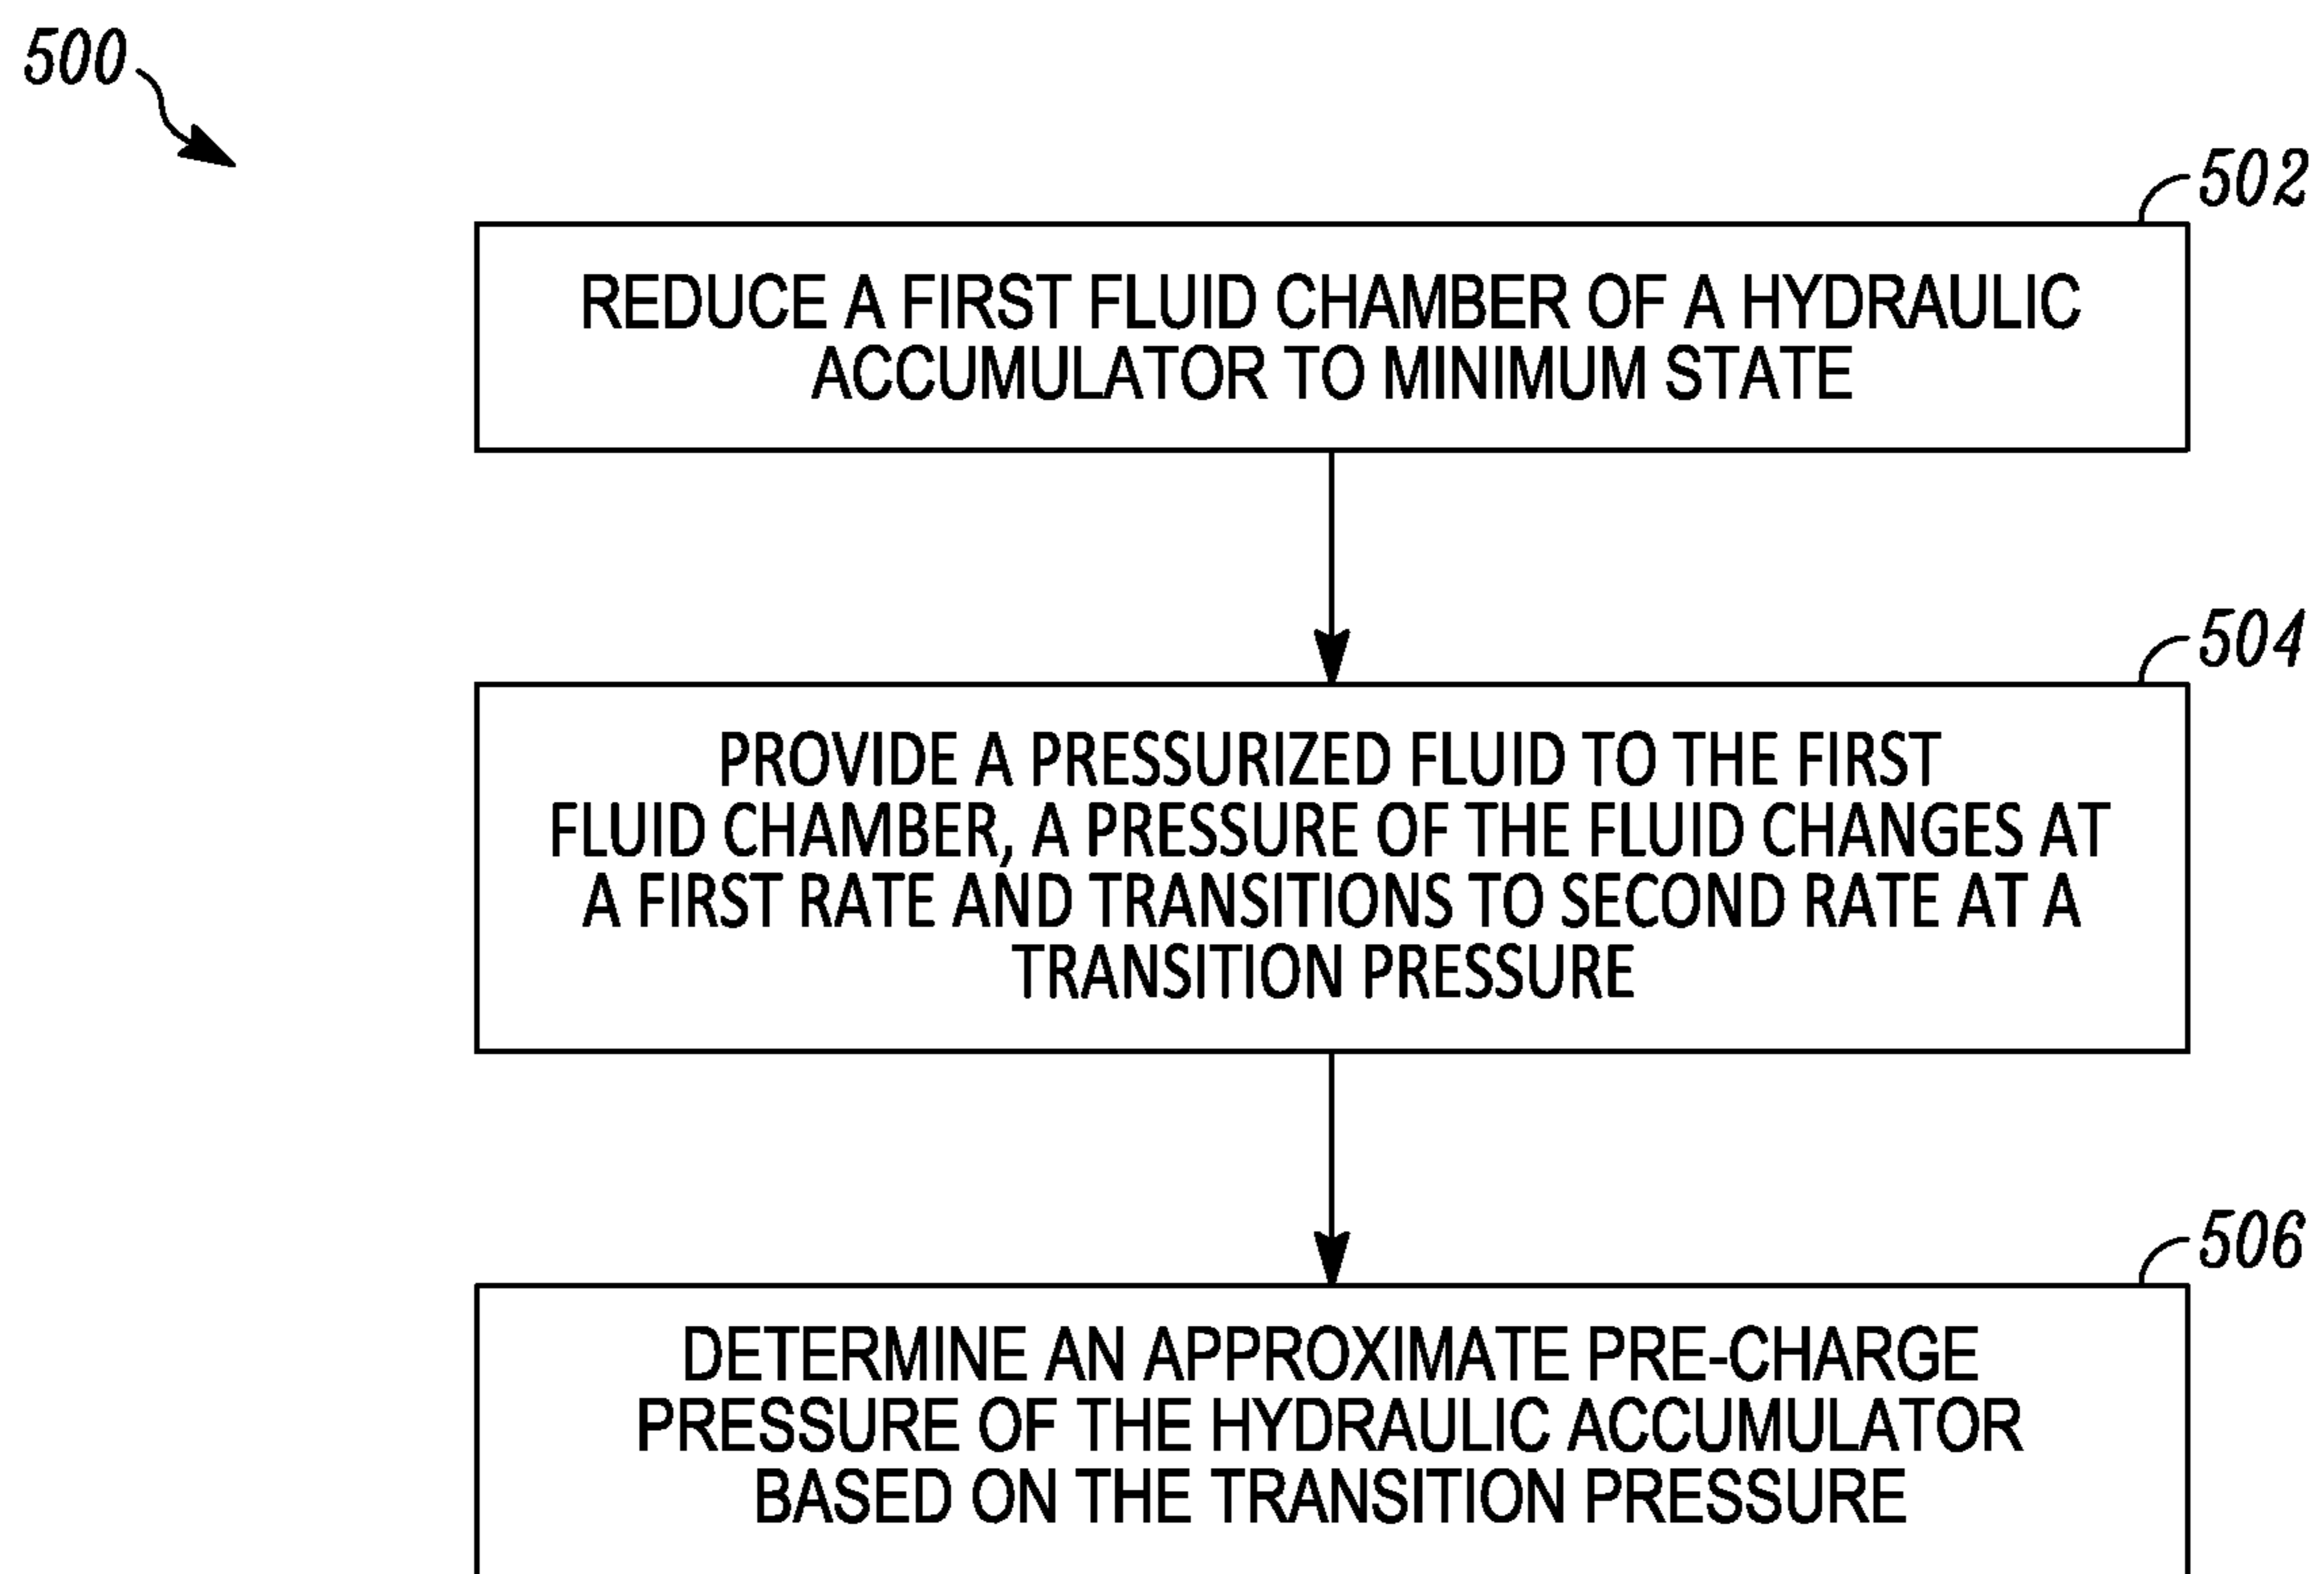 500
502
REDUCE A FIRST FLUID CHAMBER OF A HYDRAULIC
ACCUMULATOR TO MINIMUM STATE
504
PROVIDE A PRESSURIZED FLUID TO THE FIRST
FLUID CHAMBER, A PRESSURE OF THE FLUID CHANGES AT
A FIRST RATE AND TRANSITIONS TO SECOND RATE AT A
TRANSITION PRESSURE
506
DETERMINE AN APPROXIMATE PRE-CHARGE
PRESSURE OF THE HYDRAULIC ACCUMULATOR
BASED ON THE TRANSITION PRESSURE